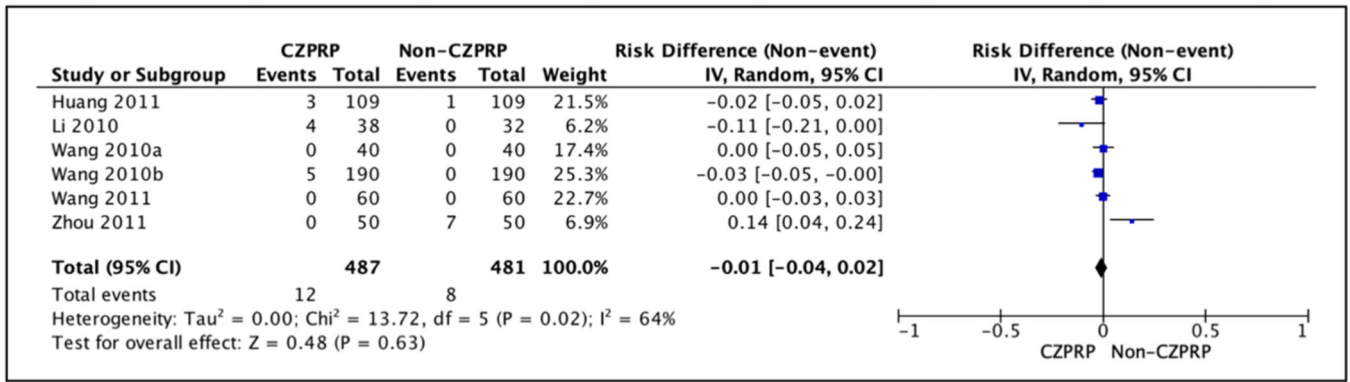 CZPRP Non-CZPRP Risk Difference (Non-event) Risk Difference (Non-event)
Study or Subgroup Events Total Events Total Weight IV, Random, 95% CI IV, Random, 95% CI
Huang 2011 3 109 1 109 21.5% -0.02 [-0.05, 0.02]
Li 2010 4 38 0 32 6.2% -0.11 [-0.21, 0.00]
Wang 2010a 0 40 0 40 17.4% 0.00 [-0.05, 0.05]
Wang 2010b 5 190 0 190 25.3% -0.03 [-0.05, -0.00]
Wang 2011 0 60 0 60 22.7% 0.00 [-0.03, 0.03]
Zhou 2011 0 50 7 50 6.9% 0.14 [0.04, 0.24]
Total (95% CI) 487 481 100.0% -0.01 [-0.04, 0.02]
Total events 12 8
Heterogeneity: Tau² = 0.00; Chi² = 13.72, df = 5 (P = 0.02); I² = 64%
Test for overall effect: Z = 0.48 (P = 0.63)
-1 -0.5 0 0.5 1
CZPRP Non-CZPRP